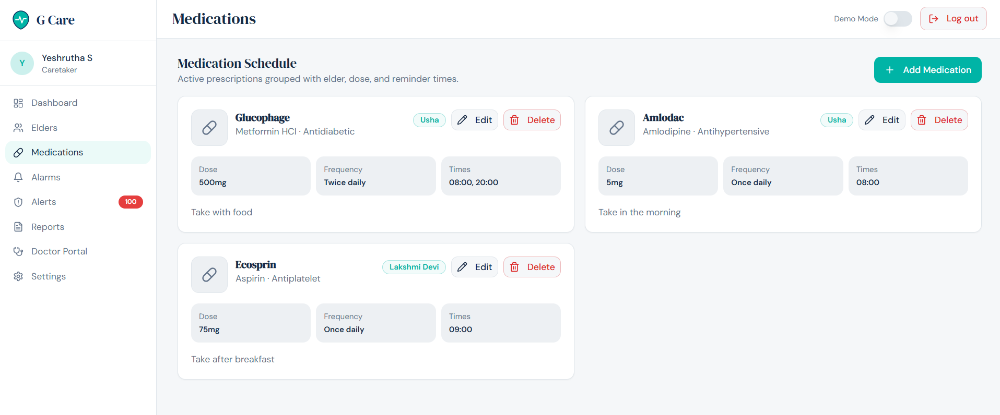 G Care
Yeshrutha S
Caretaker
Dashboard
Elders
Medications
Alarms
Alerts 100
Reports
Doctor Portal
Settings
Medications
Demo Mode
Log out
Medication Schedule
Active prescriptions grouped with elder, dose, and reminder times.
+ Add Medication
Glucophage
Metformin HCl · Antidiabetic
Usha
Edit
Delete
Dose
500mg
Frequency
Twice daily
Times
08:00, 20:00
Take with food
Amlodac
Amlodipine · Antihypertensive
Usha
Edit
Delete
Dose
5mg
Frequency
Once daily
Times
08:00
Take in the morning
Ecosprin
Aspirin · Antiplatelet
Lakshmi Devi
Edit
Delete
Dose
75mg
Frequency
Once daily
Times
09:00
Take after breakfast
Y